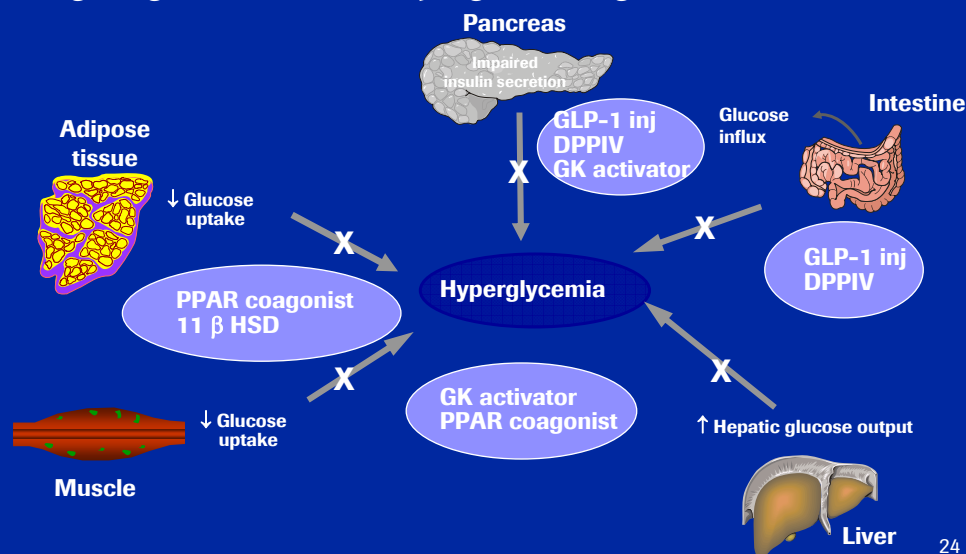 Pancreas
Impaired
insulin secretion
GLP-1 inj
DPPIV
GK activator
Glucose
influx
Intestine
Adipose
tissue
↓ Glucose
uptake
X
X
X
GLP-1 inj
DPPIV
PPAR coagonist
11 β HSD
Hyperglycemia
X
X
GK activator
PPAR coagonist
↓ Glucose
uptake
↑ Hepatic glucose output
Muscle
Liver
24